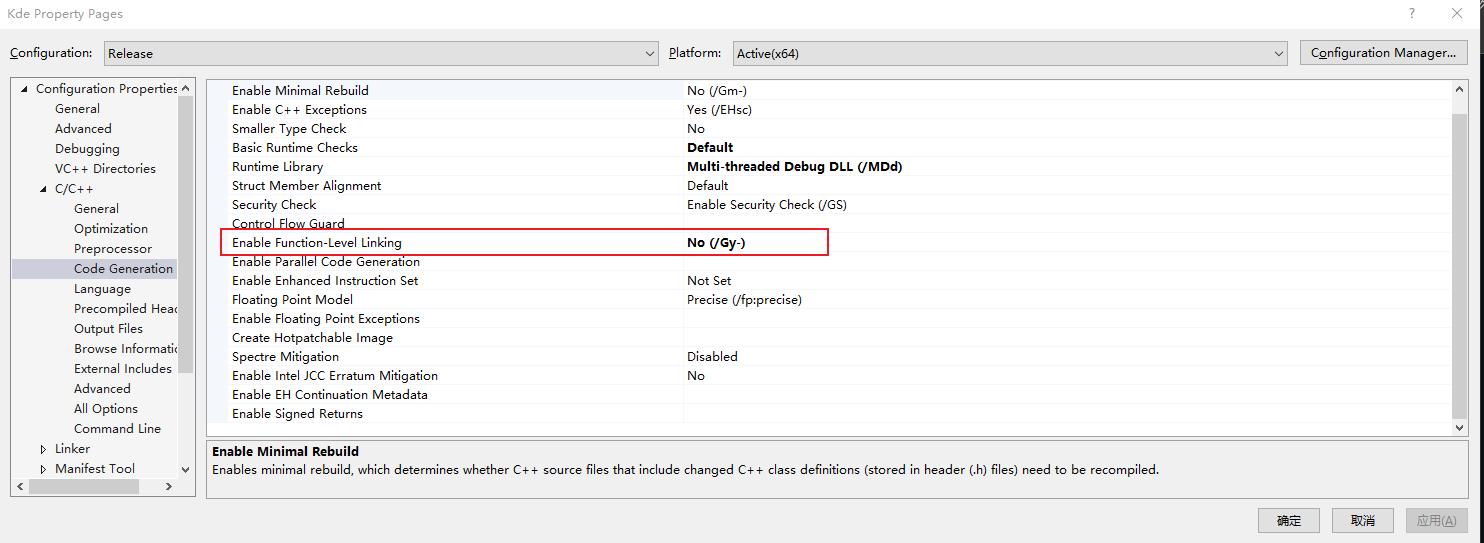 Kde Property Pages
Configuration: Release Platform: Active(x64) Configuration Manager...
Configuration Properties
General
Advanced
Debugging
VC++ Directories
C/C++
General
Optimization
Preprocessor
Code Generation
Language
Precompiled Head
Output Files
Browse Informatio
External Includes
Advanced
All Options
Command Line
Linker
Manifest Tool
Enable Minimal Rebuild No (/Gm-)
Enable C++ Exceptions Yes (/EHsc)
Smaller Type Check No
Basic Runtime Checks Default
Runtime Library Multi-threaded Debug DLL (/MDd)
Struct Member Alignment Default
Security Check Enable Security Check (/GS)
Control Flow Guard
Enable Function-Level Linking No (/Gy-)
Enable Parallel Code Generation
Enable Enhanced Instruction Set Not Set
Floating Point Model Precise (/fp:precise)
Enable Floating Point Exceptions
Create Hotpatchable Image
Spectre Mitigation Disabled
Enable Intel JCC Erratum Mitigation No
Enable EH Continuation Metadata
Enable Signed Returns
Enable Minimal Rebuild
Enables minimal rebuild, which determines whether C++ source files that include changed C++ class definitions (stored in header (.h) files) need to be recompiled.
确定 取消 应用(A)